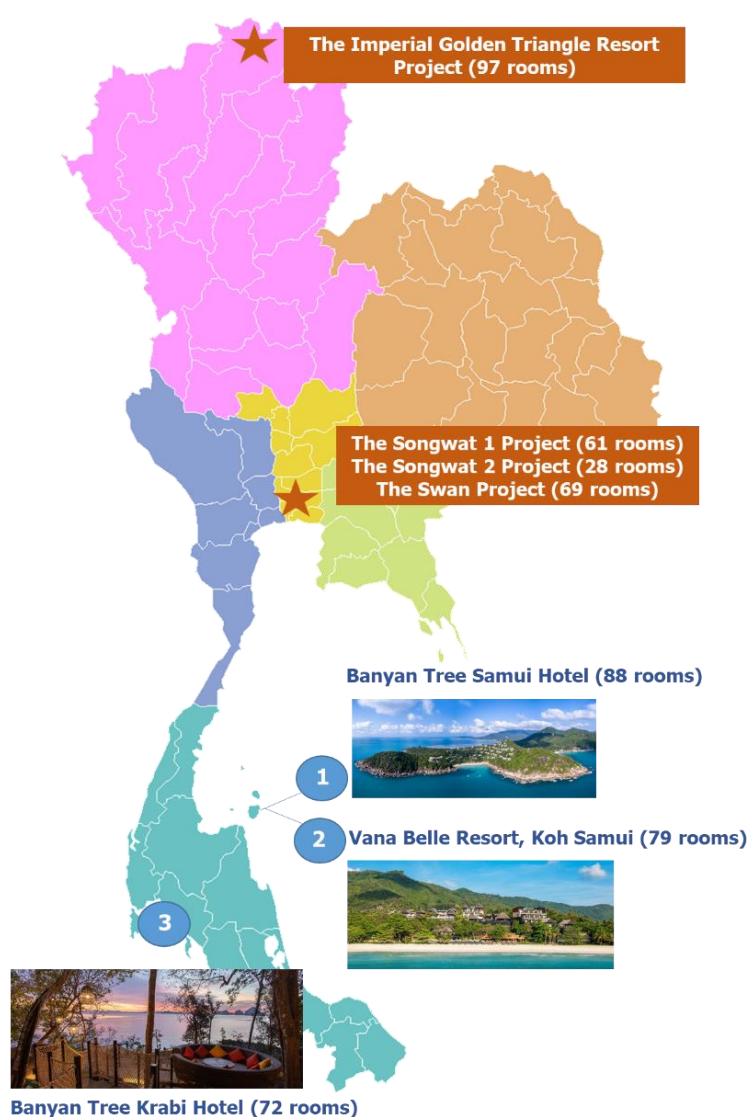 The Imperial Golden Triangle Resort
Project (97 rooms)
The Songwat 1 Project (61 rooms)
The Songwat 2 Project (28 rooms)
The Swan Project (69 rooms)
Banyan Tree Samui Hotel (88 rooms)
1
2
Vana Belle Resort, Koh Samui (79 rooms)
3
Banyan Tree Krabi Hotel (72 rooms)